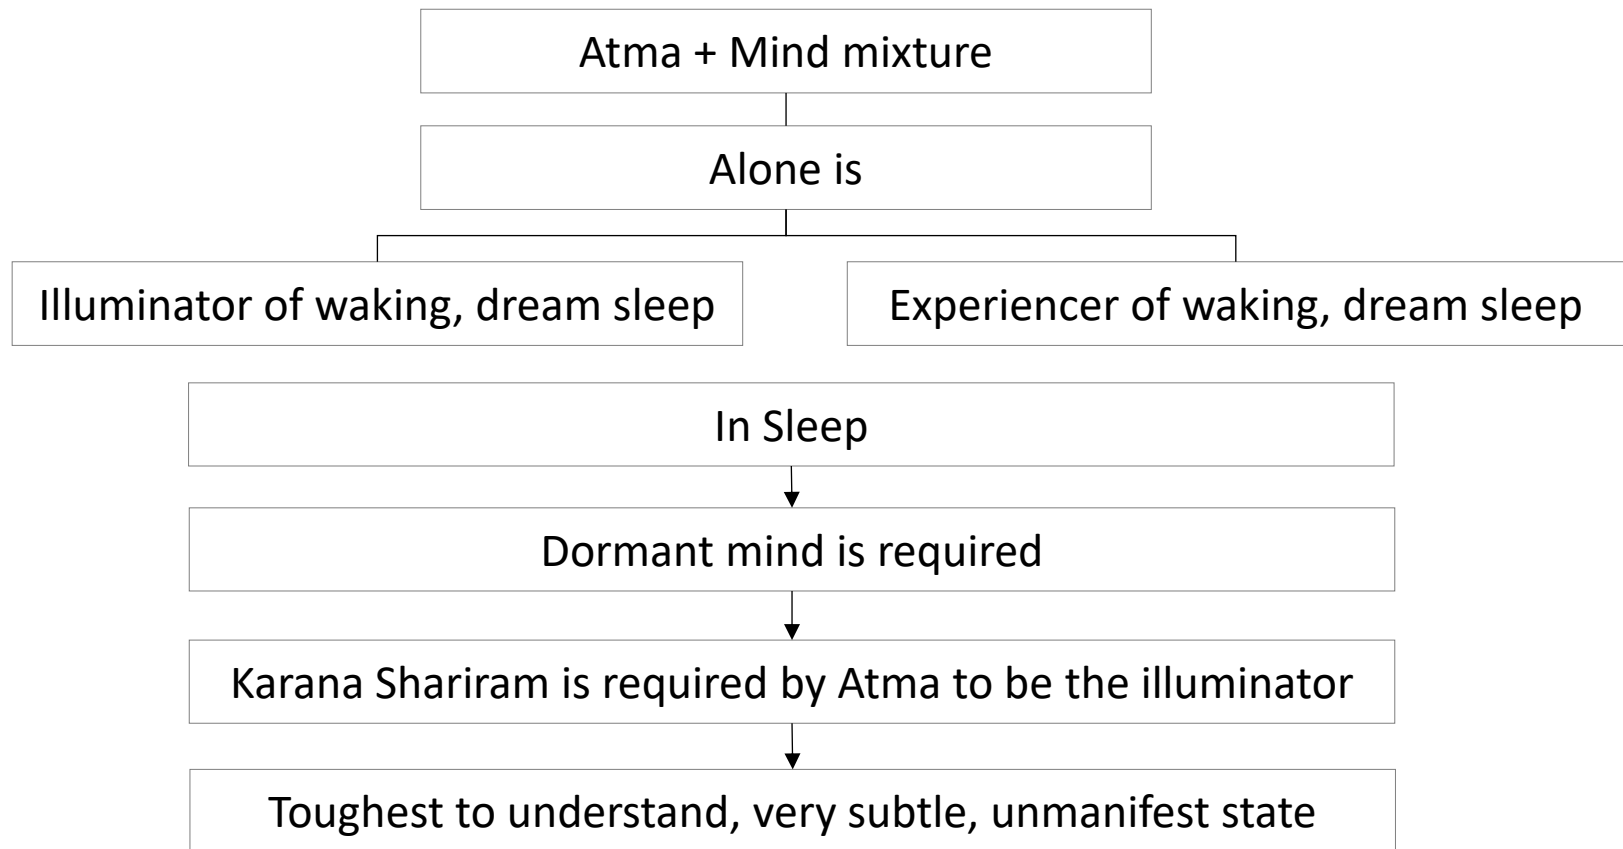 Atma + Mind mixture
Alone is
Illuminator of waking, dream sleep
Experiencer of waking, dream sleep
In Sleep
Dormant mind is required
Karana Shariram is required by Atma to be the illuminator
Toughest to understand, very subtle, unmanifest state